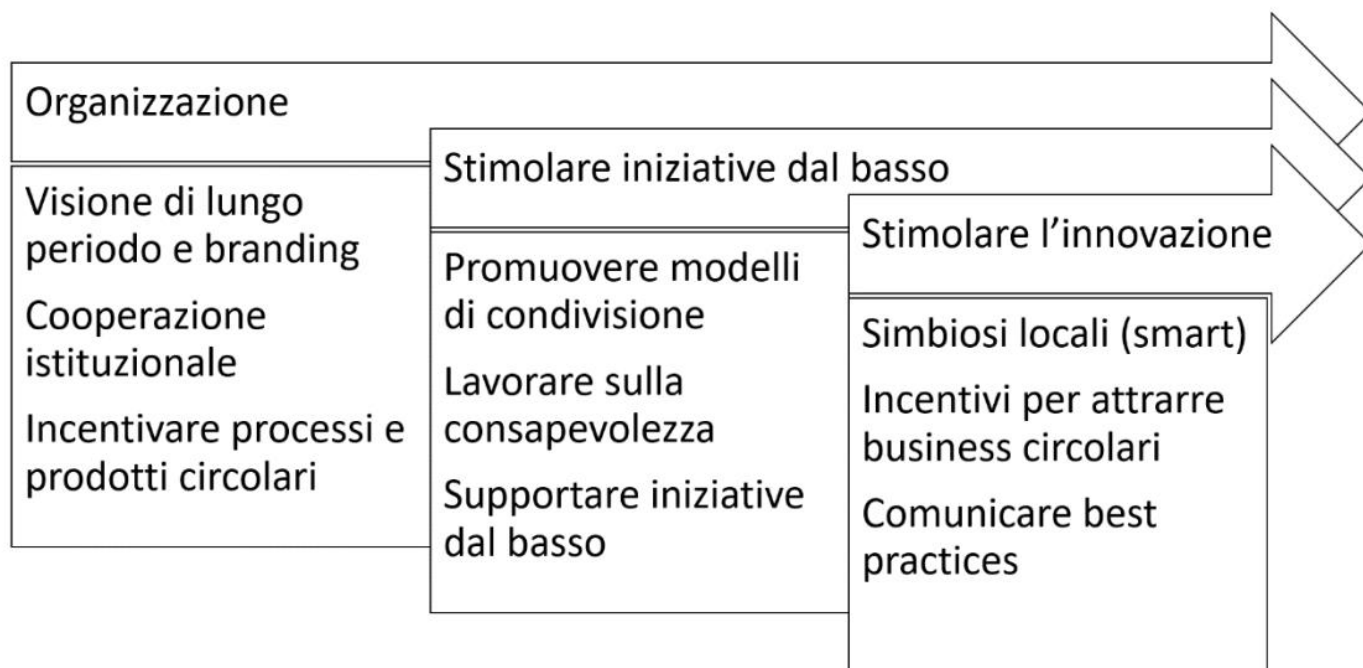 Organizzazione
Visione di lungo
periodo e branding
Cooperazione
istituzionale
Incentivare processi e
prodotti circolari
Stimolare iniziative dal basso
Promuovere modelli
di condivisione
Lavorare sulla
consapevolezza
Supportare iniziative
dal basso
Stimolare l’innovazione
Simbiosi locali (smart)
Incentivi per attrarre
business circolari
Comunicare best
practices